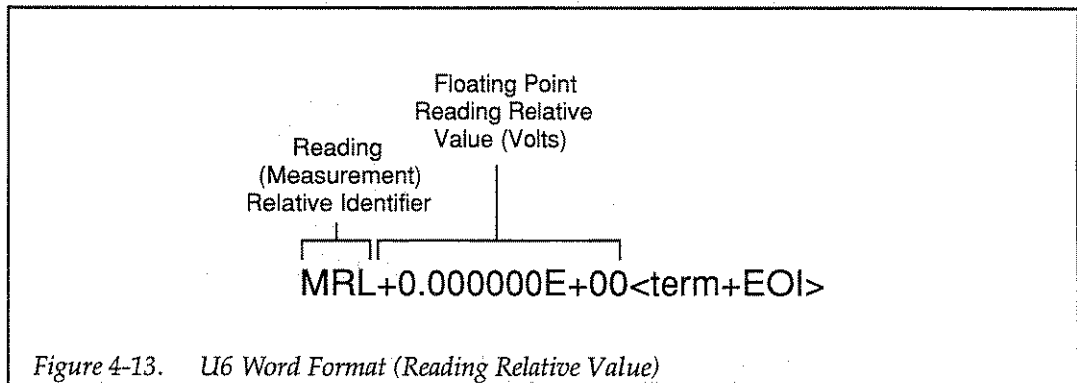 Floating Point
Reading Relative
Value (Volts)
Reading
(Measurement)
Relative Identifier
MRL+0.000000E+00<term+EOI>
Figure 4-13. U6 Word Format (Reading Relative Value)